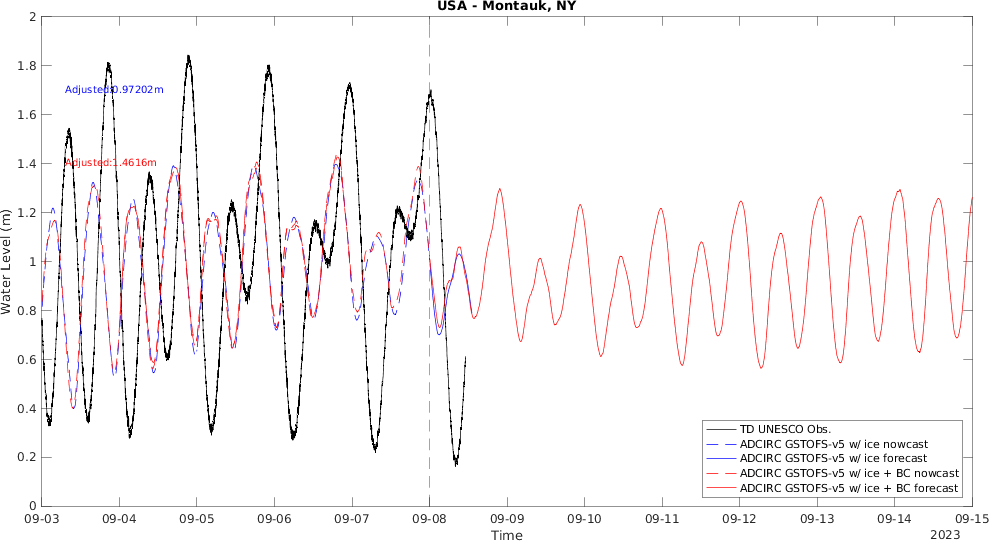 USA - Montauk, NY
2
1.8
1.6
1.4
1.2
1
0.8
0.6
0.4
0.2
0
Water Level (m)
Adjusted:0.97202m
Adjusted:1.4616m
TD UNESCO Obs.
ADCIRC GSTOFS-v5 w/ ice nowcast
ADCIRC GSTOFS-v5 w/ ice forecast
ADCIRC GSTOFS-v5 w/ ice + BC nowcast
ADCIRC GSTOFS-v5 w/ ice + BC forecast
09-03 09-04 09-05 09-06 09-07 09-08 09-09 09-10 09-11 09-12 09-13 09-14 09-15
Time
2023